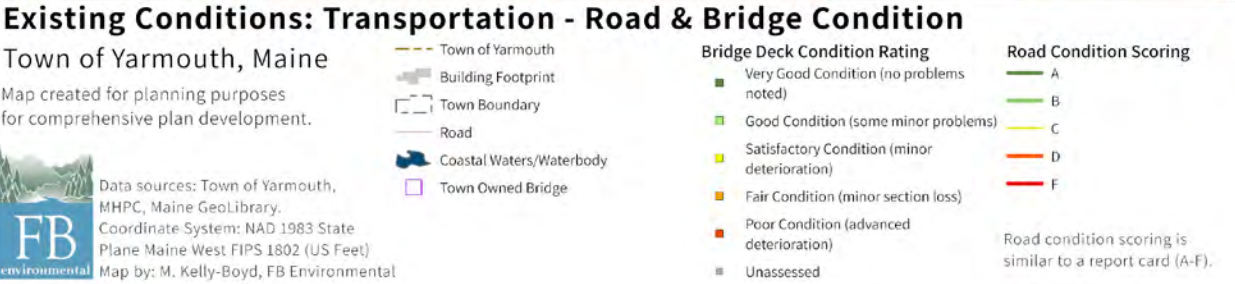 Existing Conditions: Transportation - Road & Bridge Condition
Town of Yarmouth, Maine
Map created for planning purposes
for comprehensive plan development.
FB
environmental
Data sources: Town of Yarmouth,
MHPC, Maine GeoLibrary.
Coordinate System: NAD 1983 State
Plane Maine West FIPS 1802 (US Feet)
Map by: M. Kelly-Boyd, FB Environmental
Town of Yarmouth
Building Footprint
Town Boundary
Road
Coastal Waters/Waterbody
Town Owned Bridge
Bridge Deck Condition Rating
Very Good Condition (no problems
noted)
Good Condition (some minor problems)
Satisfactory Condition (minor
deterioration)
Fair Condition (minor section loss)
Poor Condition (advanced
deterioration)
Unassessed
Road Condition Scoring
A
B
C
D
F
Road condition scoring is
similar to a report card (A-F).